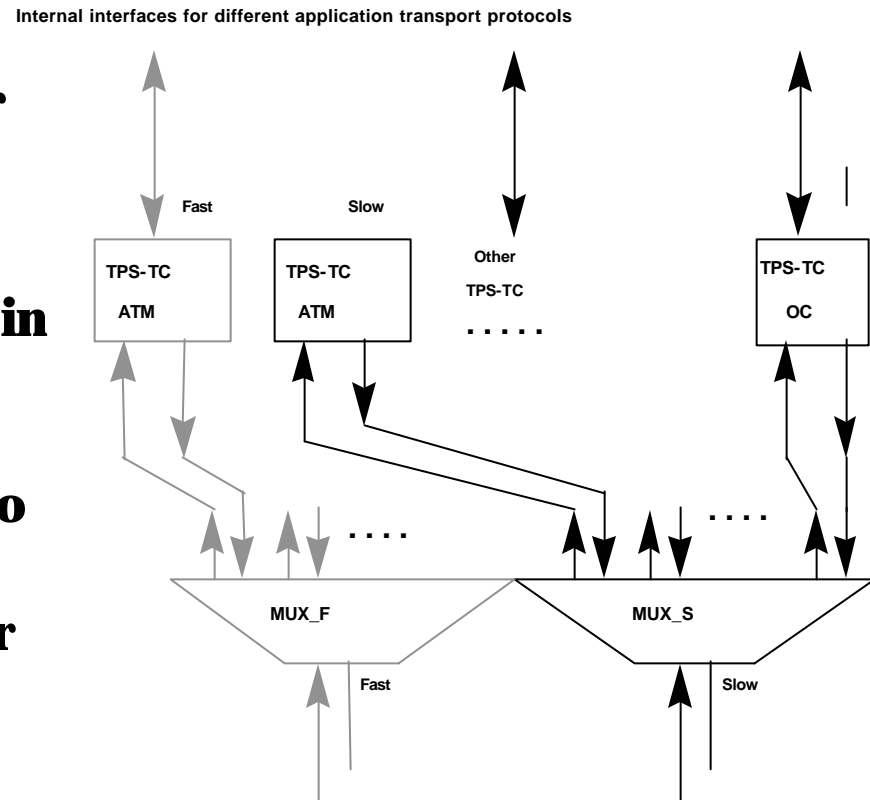 Internal interfaces for different application transport protocols
r
Fast
Slow
Other
TPS-TC
.....
TPS-TC
ATM
TPS-TC
ATM
TPS-TC
OC
in
o
....
....
r
MUX_F
MUX_S
Fast
Slow